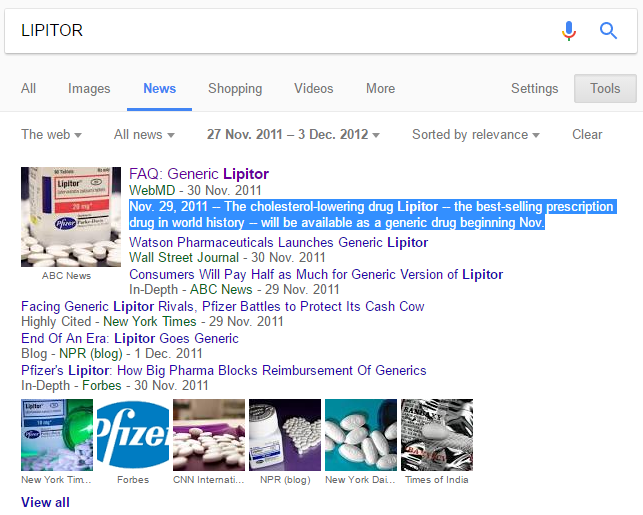 LIPITOR
All Images News Shopping Videos More Settings Tools
The web All news 27 Nov. 2011 – 3 Dec. 2012 Sorted by relevance Clear
FAQ: Generic Lipitor
WebMD - 30 Nov. 2011
Nov. 29, 2011 -- The cholesterol-lowering drug Lipitor -- the best-selling prescription
drug in world history -- will be available as a generic drug beginning Nov.
Lipitor
20 mg
Pfizer
ABC News
Watson Pharmaceuticals Launches Generic Lipitor
Wall Street Journal - 30 Nov. 2011
Consumers Will Pay Half as Much for Generic Version of Lipitor
In-Depth - ABC News - 29 Nov. 2011
Facing Generic Lipitor Rivals, Pfizer Battles to Protect Its Cash Cow
Highly Cited - New York Times - 29 Nov. 2011
End Of An Era: Lipitor Goes Generic
Blog - NPR (blog) - 1 Dec. 2011
Pfizer's Lipitor: How Big Pharma Blocks Reimbursement Of Generics
In-Depth - Forbes - 30 Nov. 2011
Lipitor
Pfizer
New York Tim... Forbes CNN Internati... NPR (blog) New York Dai... Times of India
View all